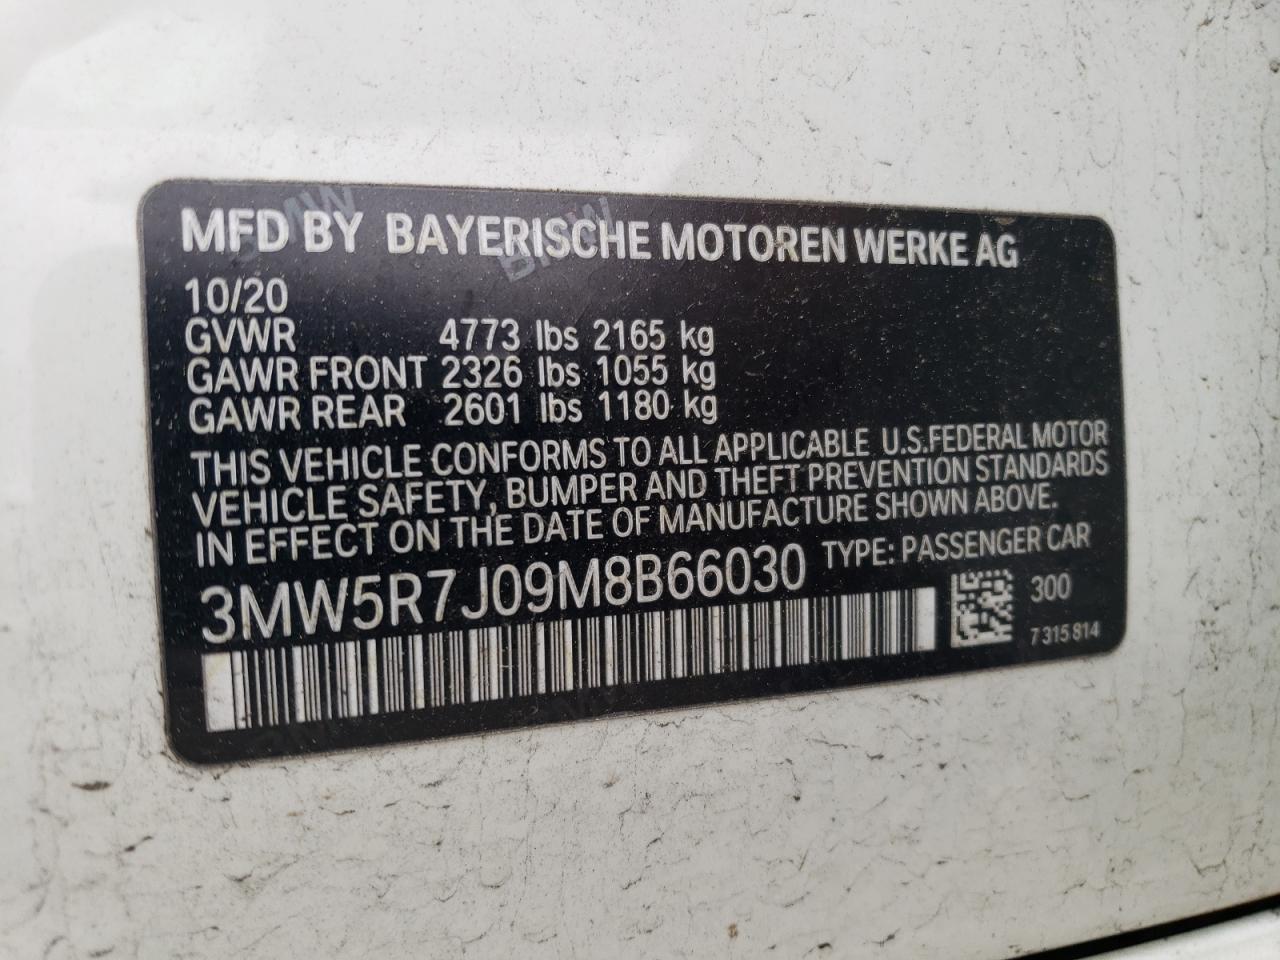 MFD BY BAYERISCHE MOTOREN WERKE AG
10/20
GVWR 4773 lbs 2165 kg
GAWR FRONT 2326 lbs 1055 kg
GAWR REAR 2601 lbs 1180 kg
THIS VEHICLE CONFORMS TO ALL APPLICABLE U.S.FEDERAL MOTOR
VEHICLE SAFETY, BUMPER AND THEFT PREVENTION STANDARDS
IN EFFECT ON THE DATE OF MANUFACTURE SHOWN ABOVE.
3MW5R7J09M8B66030 TYPE: PASSENGER CAR
300
7 315 814